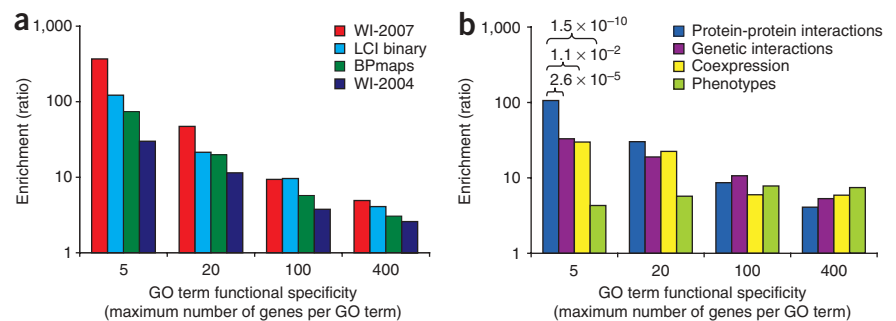 a
1,000
100
10
1
Enrichment (ratio)
WI-2007
LCI binary
BPmaps
WI-2004
5 20 100 400
GO term functional specificity
(maximum number of genes per GO term)
b
1,000
100
10
1
Enrichment (ratio)
1.5 × 10−10
1.1 × 10−2
2.6 × 10−5
Protein-protein interactions
Genetic interactions
Coexpression
Phenotypes
5 20 100 400
GO term functional specificity
(maximum number of genes per GO term)